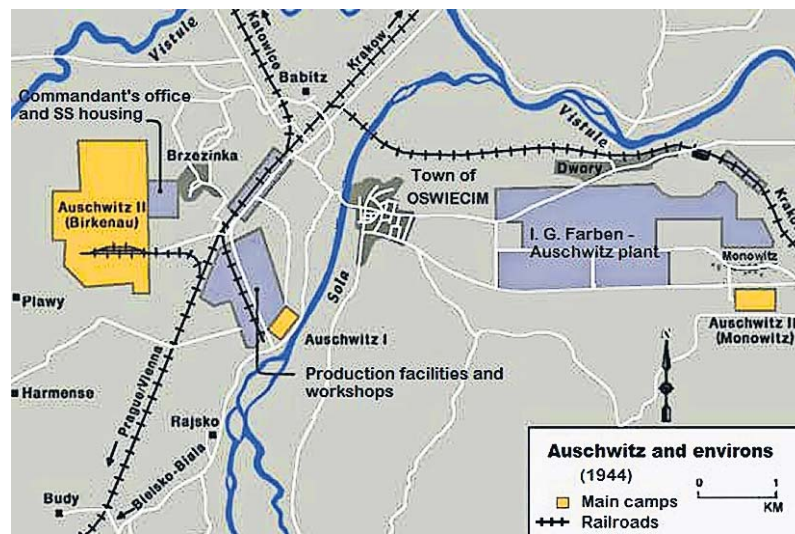 Vistule
Katowice
Krakow
Babitz
Commandant's office
and SS housing
Brzezinka
Vistule
Town of
OSWIECIM
Dwory
Auschwitz II
(Birkenau)
I. G. Farben -
Auschwitz plant
Krako
Monowitz
Sola
Plawy
Auschwitz II
(Monowitz)
Auschwitz I
N
Production facilities and
workshops
Harmense
Prague/Vienna
Rajsko
Bielsko-Biala
Budy
Auschwitz and environs
(1944)
Main camps
Railroads
0 1
KM